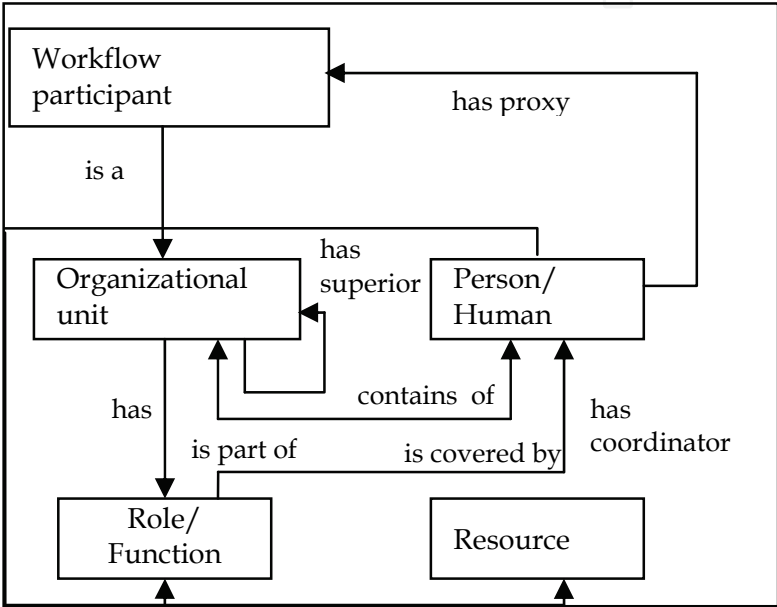 Workflow
participant
has proxy
is a
has
superior
Organizational
unit
Person/
Human
contains of
has
has
coordinator
is part of
is covered by
Role/
Function
Resource